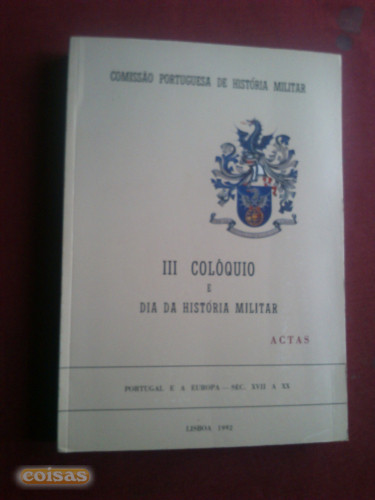 COMISSÃO PORTUGUESA DE HISTÓRIA MILITAR
III COLÓQUIO
E
DIA DA HISTÓRIA MILITAR
ACTAS
PORTUGAL E A EUROPA — SEC. XVII A XX
LISBOA 1992
coisas